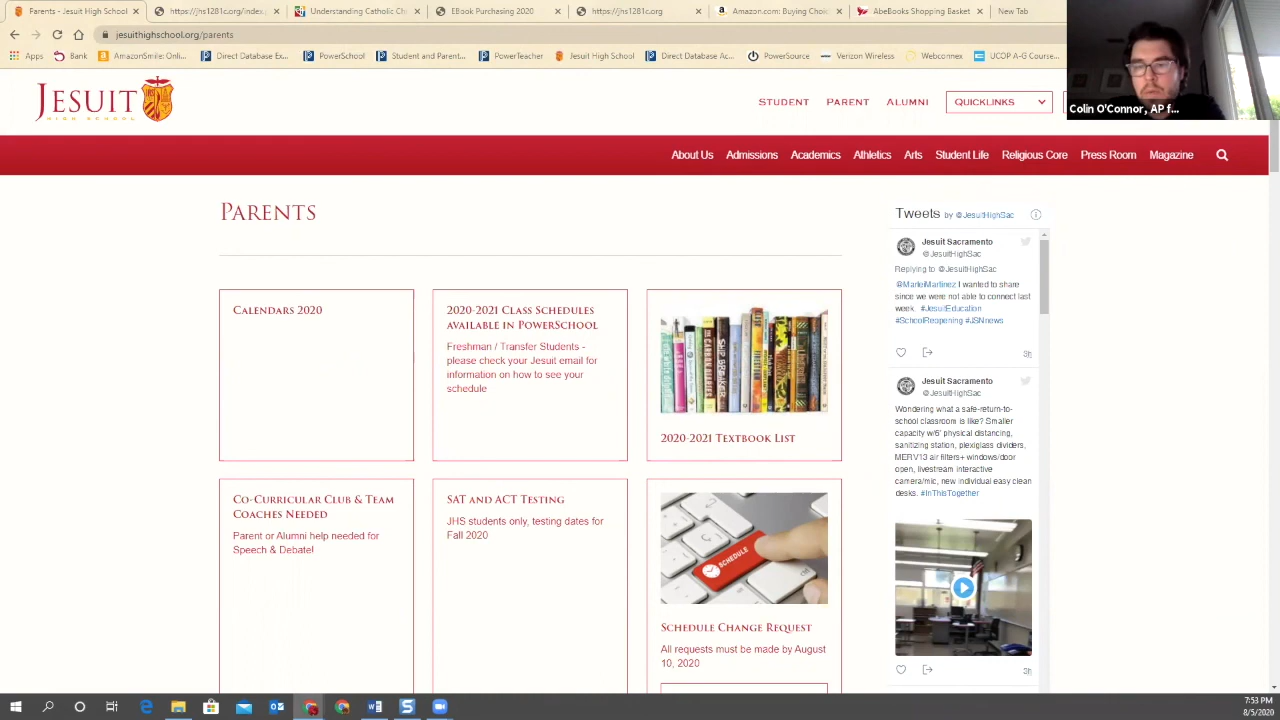 Jesuit High School |
https://jhs1281.org/index.
Understanding Catholic Ch
EBook Purchasing 2020
https://jhs1281.org
Amazon.com: Buying Choi
AbeBooks Shopping Basket
New Tab
jesuithighschool.org/parents
Apps
Bank
AmazonSmile: Onlin
Direct Database Ex...
PowerSchool
Student and Parent
PowerTeacher
Jesuit High School
Direct Database Ac...
PowerSchool
Verizon Wireless
Webconnex
UCOP A-G Course...
Colin O'Connor, AP f...
JESUIT
HIGH SCHOOL
STUDENT
PARENT
ALUMNI
QUICKLINKS
About Us
Admissions
Academics
Athletics
Arts
Student Life
Religious Core
Press Room
Magazine
PARENTS
CALENDARS 2020
2020-2021 CLASS SCHEDULES
AVAILABLE IN POWERSCHOOL
Freshman / Transfer Students -
please check your Jesuit email for
information on how to see your
schedule
SHIP BREAKER
2020-2021 TEXTBOOK LIST
CO-CURRICULAR CLUB & TEAM
COACHES NEEDED
Parent or Alumni help needed for
Speech & Debate!
SAT AND ACT TESTING
JHS students only, testing dates for
Fall 2020
SCHEDULE
SCHEDULE CHANGE REQUEST
All requests must be made by August
10, 2020
Tweets by @JesuitHighSac
Jesuit Sacramento
@JesuitHighSac
Replying to @JesuitHighSac
@MarleiMartinez I wanted to share
since we were not able to connect last
week. #JesuitEducation
#SchoolReopening #JSNnews
3h
Jesuit Sacramento
@JesuitHighSac
Wondering what a safe-return-to-
school classroom is like? Smaller
capacity w/6' physical distancing,
sanitizing station, plexiglass dividers,
MERV13 air filters+ windows/door
open, livestream interactive
camera/mic, new individual easy clean
desks. #InThisTogether
3h
7:53 PM
8/5/2020